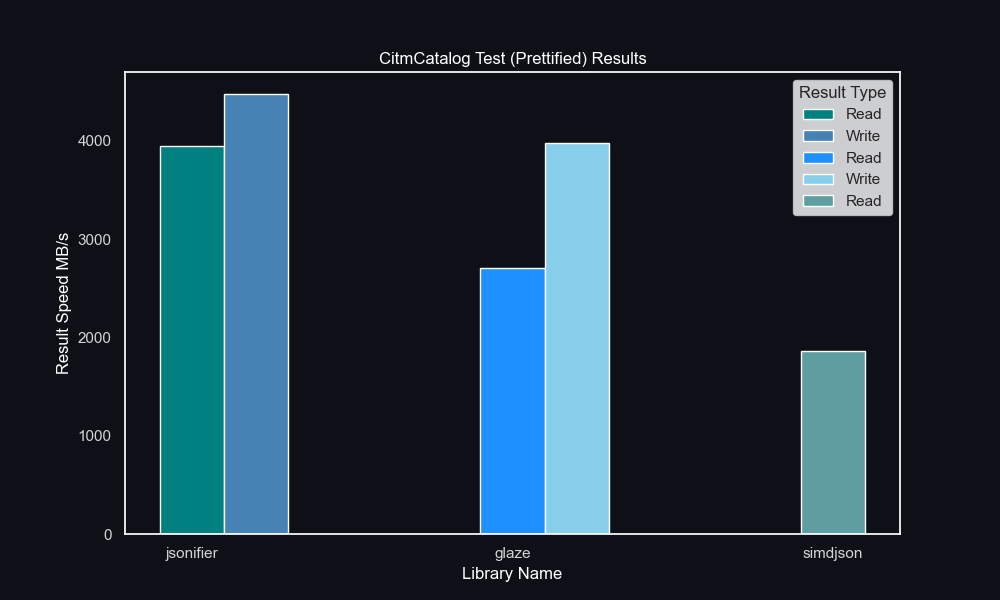 CitmCatalog Test (Prettified) Results
Result Type
Read
Write
Read
Write
Read
4000
3000
2000
1000
0
Result Speed MB/s
jsonifier
glaze
simdjson
Library Name